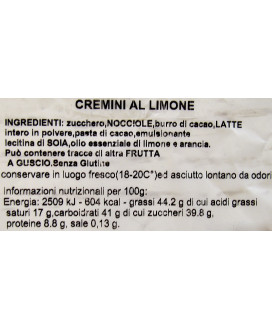 CREMINI AL LIMONE
INGREDIENTI: zucchero,NOCCIOLE,burro di cacao,LATTE
intero in polvere,pasta di cacao,emulsionante
lecitina di SOIA,olio essenziale di limone e arancia.
Può contenere tracce di altra FRUTTA
A GUSCIO.Senza Glutine
conservare in luogo fresco(18-20C°)ed asciutto lontano da odori
Informazioni nutrizionali per 100g:
Energia: 2509 kJ - 604 kcal - grassi 44.2 g di cui acidi grassi
saturi 17 g,carboidrati 41 g di cui zuccheri 39.8 g,
proteine 8.8 g, sale 0,13 g.